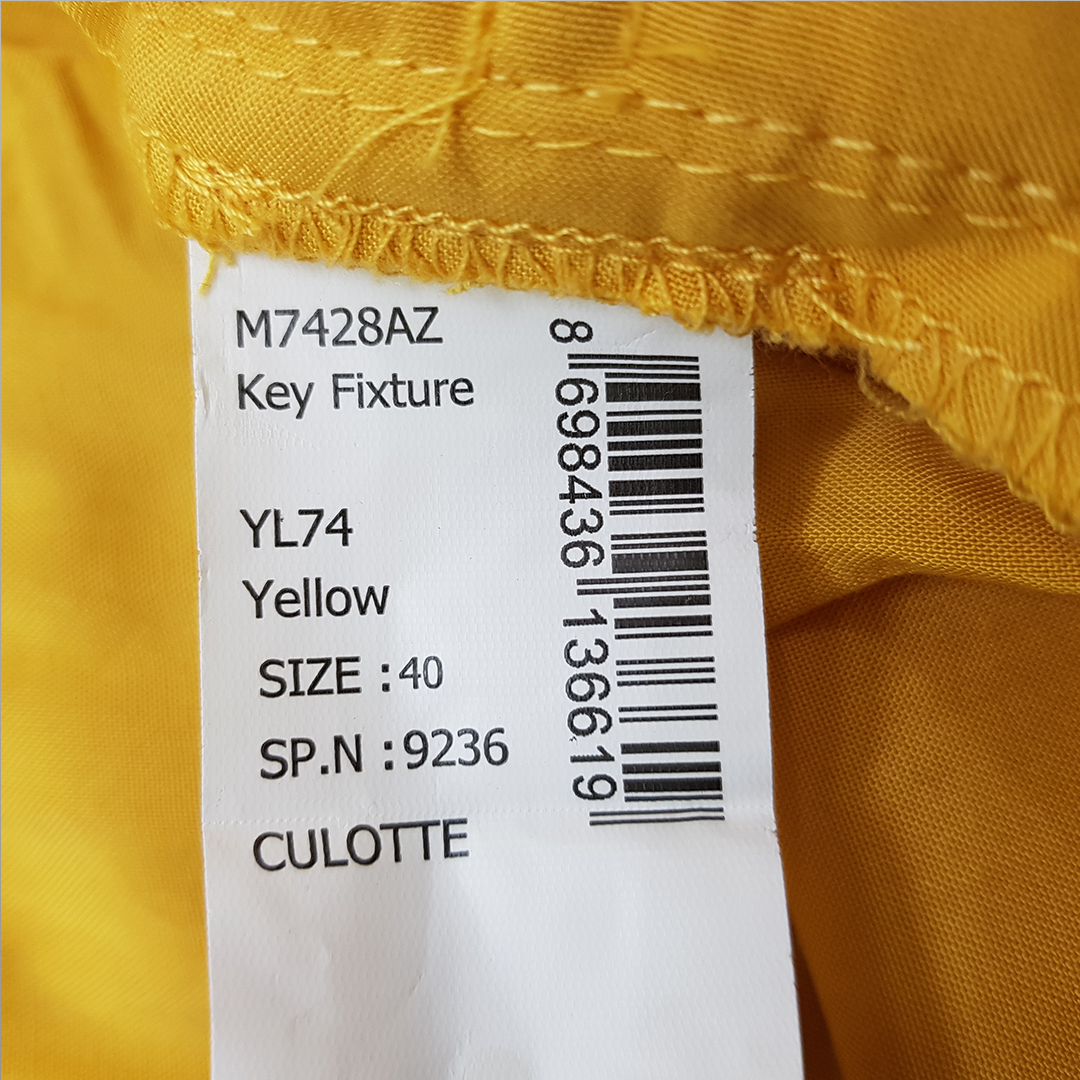 M7428AZ
Key Fixture
YL74
Yellow
SIZE : 40
SP.N : 9236
CULOTTE
8 698436 136619